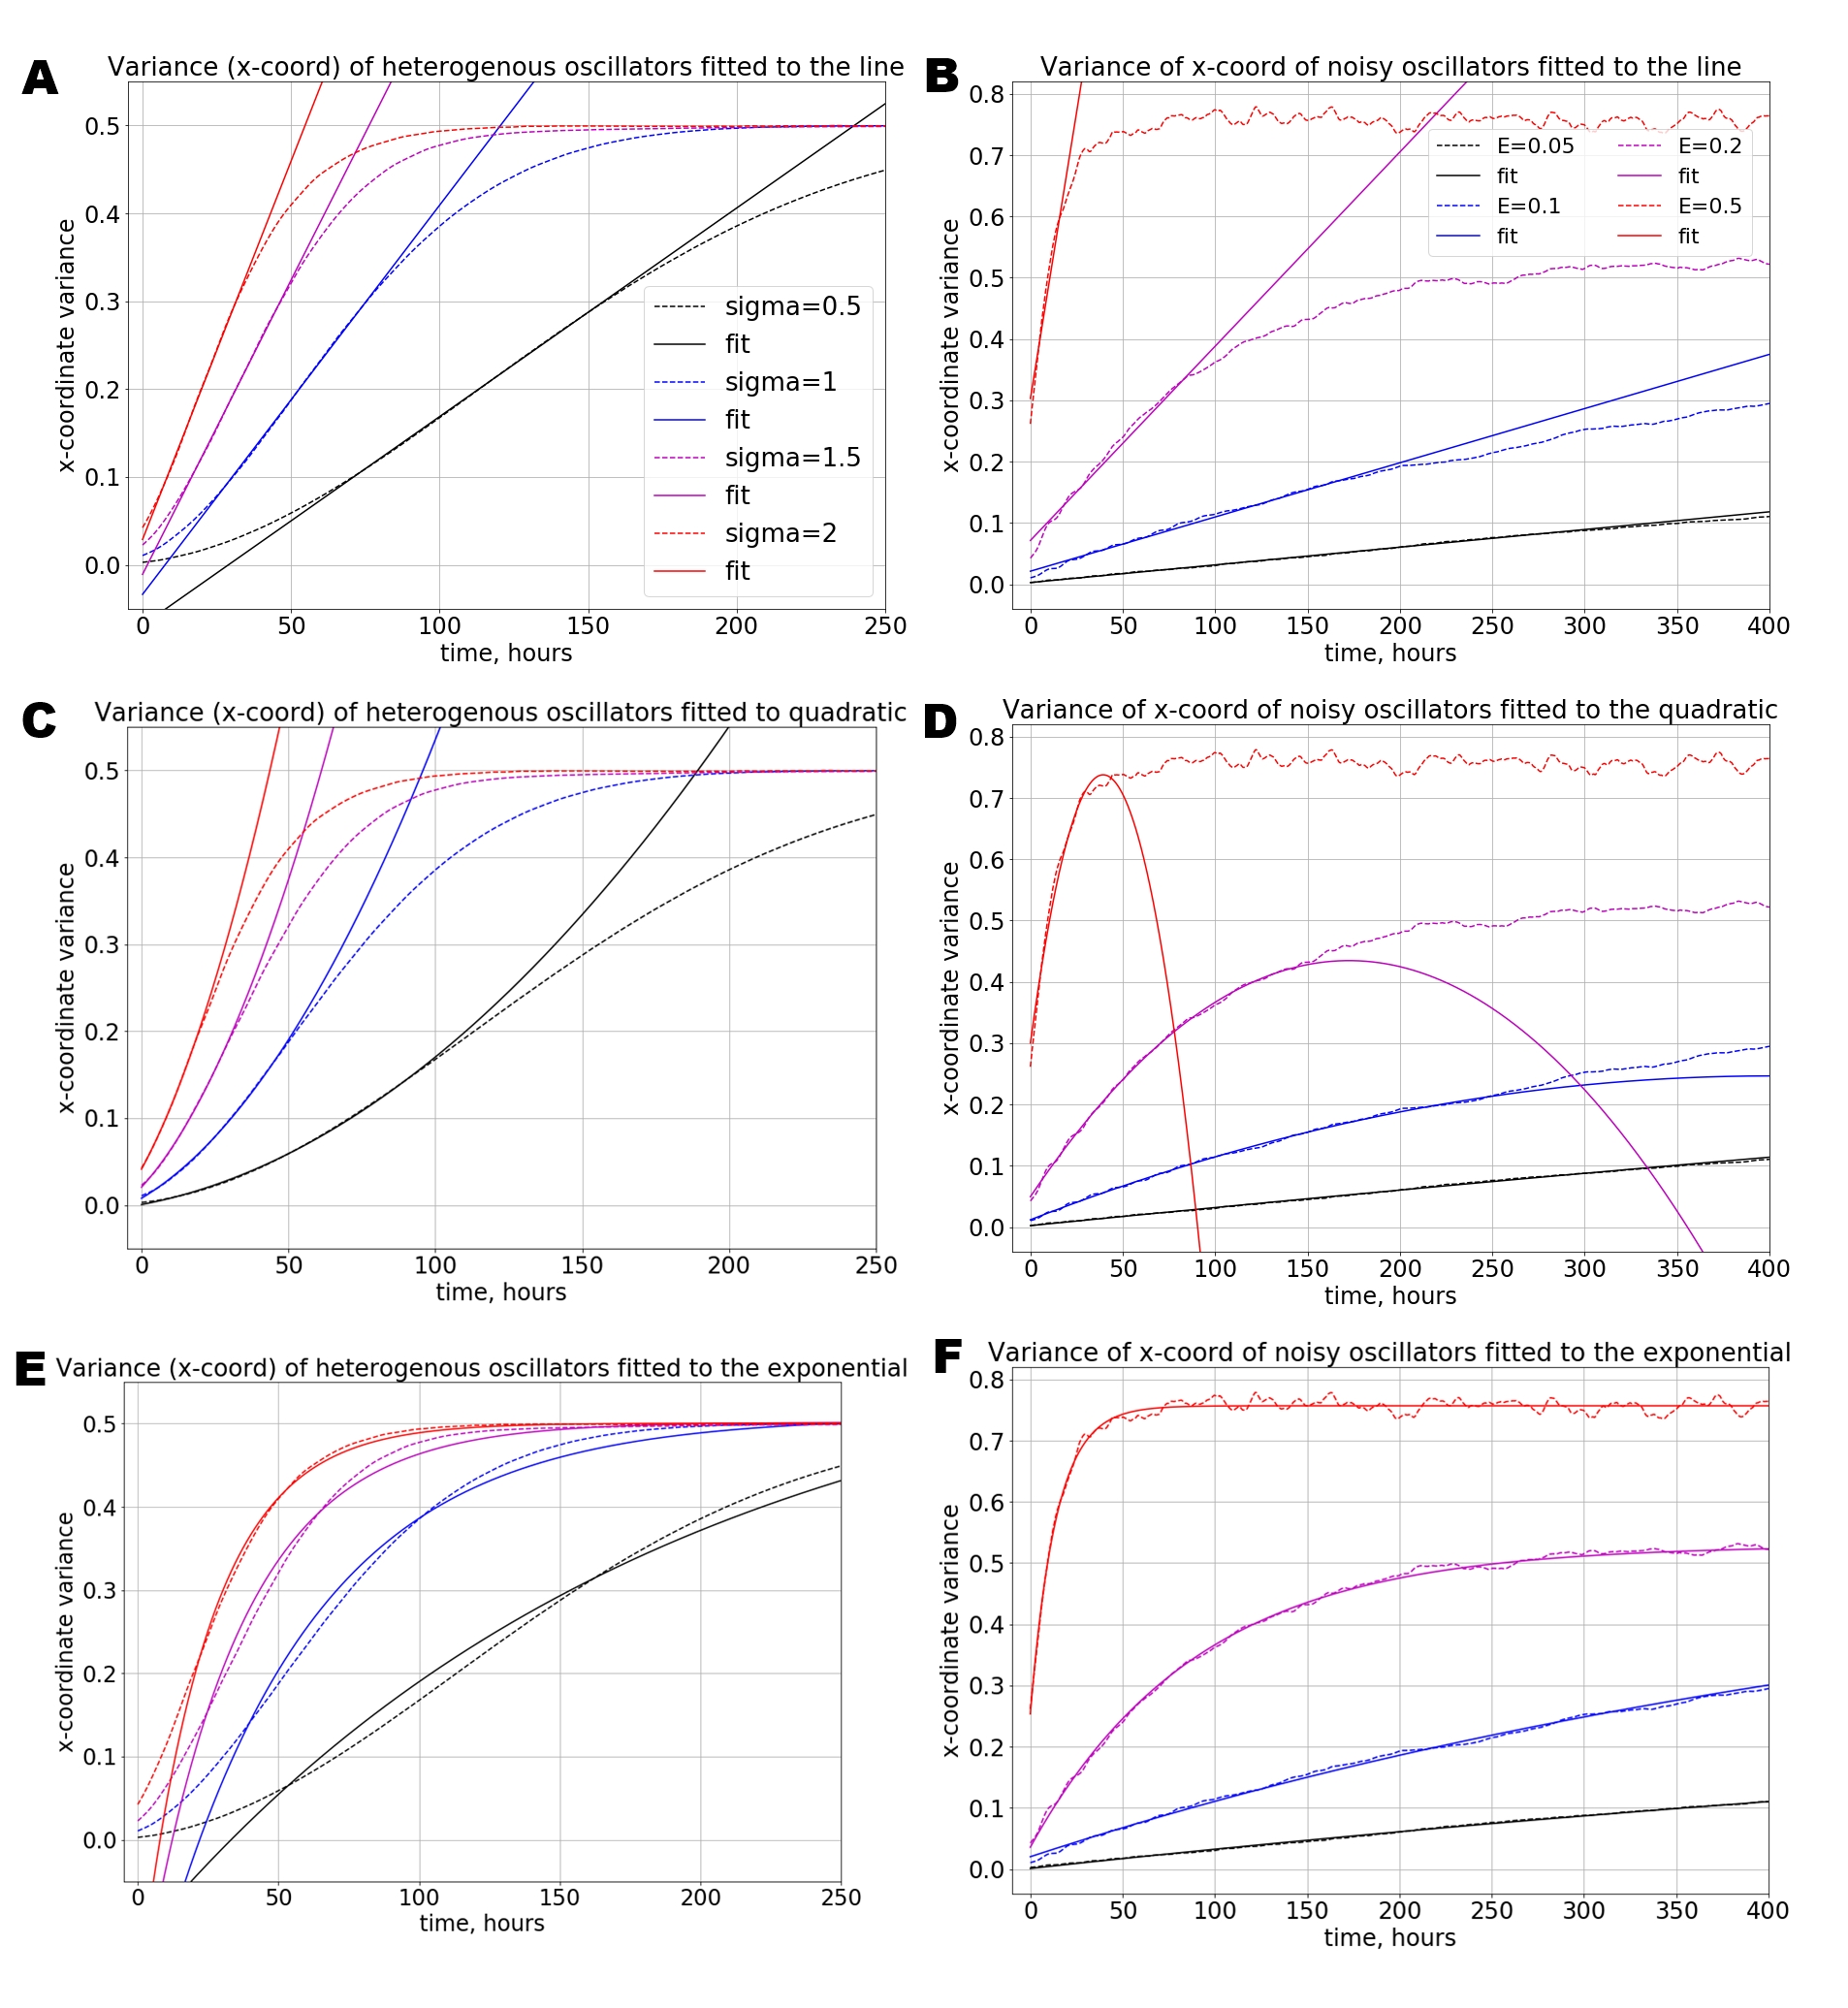 A
Variance (x-coord) of heterogenous oscillators fitted to the line
x-coordinate variance
0.5
0.4
0.3
0.2
0.1
0.0
sigma=0.5
fit
sigma=1
fit
sigma=1.5
fit
sigma=2
fit
0 50 100 150 200 250
time, hours
B
Variance of x-coord of noisy oscillators fitted to the line
x-coordinate variance
0.8
0.7
0.6
0.5
0.4
0.3
0.2
0.1
0.0
E=0.05 E=0.2
fit fit
E=0.1 E=0.5
fit fit
0 50 100 150 200 250 300 350 400
time, hours
C
Variance (x-coord) of heterogenous oscillators fitted to quadratic
x-coordinate variance
0.5
0.4
0.3
0.2
0.1
0.0
0 50 100 150 200 250
time, hours
D
Variance of x-coord of noisy oscillators fitted to the quadratic
x-coordinate variance
0.8
0.7
0.6
0.5
0.4
0.3
0.2
0.1
0.0
0 50 100 150 200 250 300 350 400
time, hours
E
Variance (x-coord) of heterogenous oscillators fitted to the exponential
x-coordinate variance
0.5
0.4
0.3
0.2
0.1
0.0
0 50 100 150 200 250
time, hours
F
Variance of x-coord of noisy oscillators fitted to the exponential
x-coordinate variance
0.8
0.7
0.6
0.5
0.4
0.3
0.2
0.1
0.0
0 50 100 150 200 250 300 350 400
time, hours